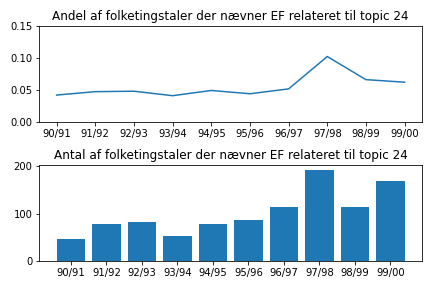 Andel af folketingstaler der nævner EF relateret til topic 24
0.15
0.10
0.05
0.00
90/91 91/92 92/93 93/94 94/95 95/96 96/97 97/98 98/99 99/00
Antal af folketingstaler der nævner EF relateret til topic 24
200
100
0
90/91 91/92 92/93 93/94 94/95 95/96 96/97 97/98 98/99 99/00